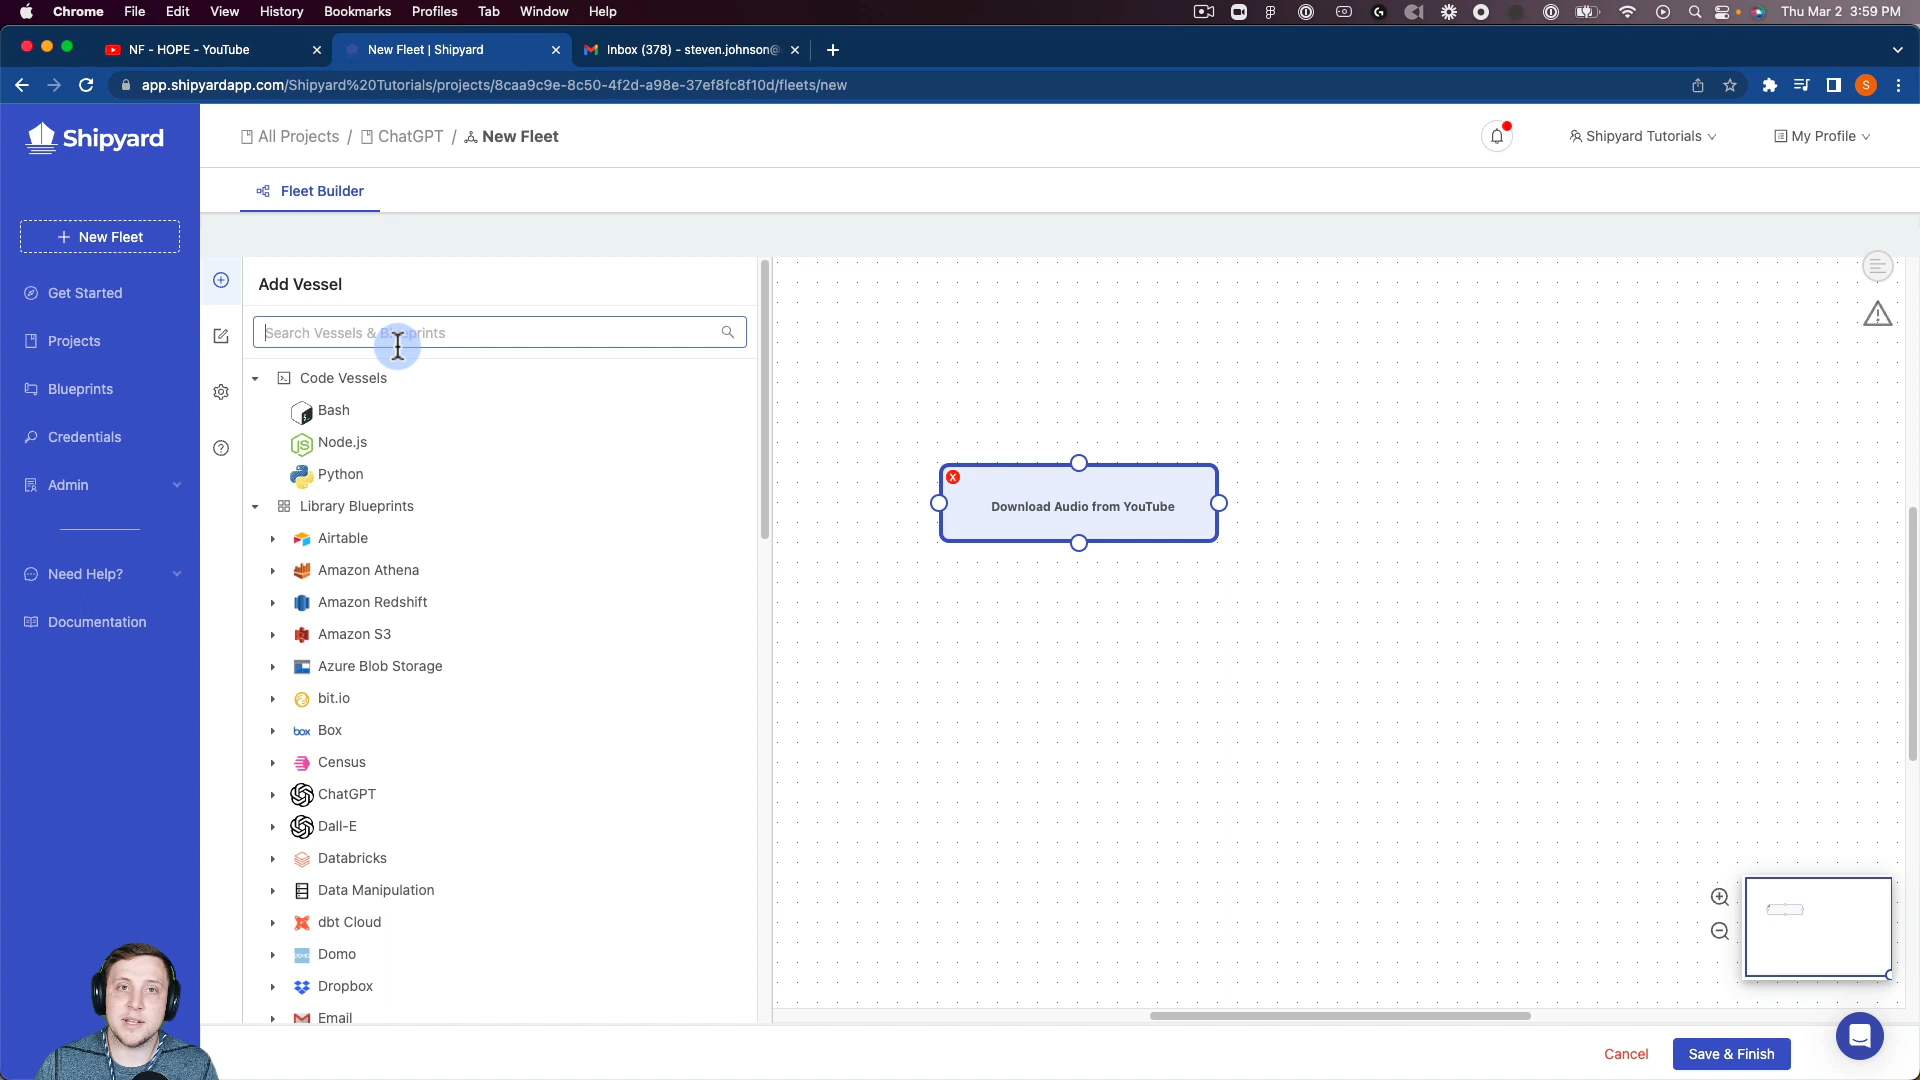 Chrome File Edit View History Bookmarks Profiles Tab Window Help Thu Mar 2 3:59 PM
NF - HOPE - YouTube New Fleet | Shipyard Inbox (378) - steven.johnson@
app.shipyardapp.com/Shipyard%20Tutorials/projects/8caa9c9e-8c50-4f2d-a98e-37ef8fc8f10d/fleets/new S
Shipyard
All Projects / ChatGPT / New Fleet Shipyard Tutorials My Profile
Fleet Builder
+ New Fleet
Get Started
Projects
Blueprints
Credentials
Admin
Need Help?
Documentation
Add Vessel
Search Vessels & Blueprints
Code Vessels
Bash
Node.js
Python
Library Blueprints
Airtable
Amazon Athena
Amazon Redshift
Amazon S3
Azure Blob Storage
bit.io
box Box
Census
ChatGPT
Dall-E
Databricks
Data Manipulation
dbt Cloud
Domo
Dropbox
Email
X
Download Audio from YouTube
Cancel Save & Finish